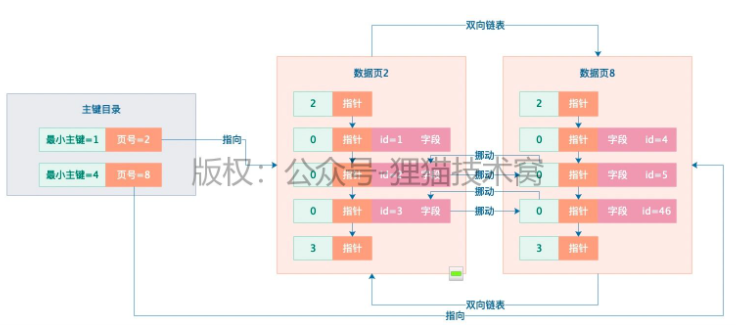 双向链表
数据页2
数据页8
主键目录
2 指针
2 指针
最小主键=1 页号=2
指向
0 指针 id=1 字段
0 指针 字段 id=4
挪动
最小主键=4 页号=8
0 指针
挪动
0 指针 字段 id=5
版权：公众号-狸猫技术窝
挪动
0 指针 id=3 字段
挪动
0 指针 字段 id=46
3 指针
3 指针
双向链表
指向